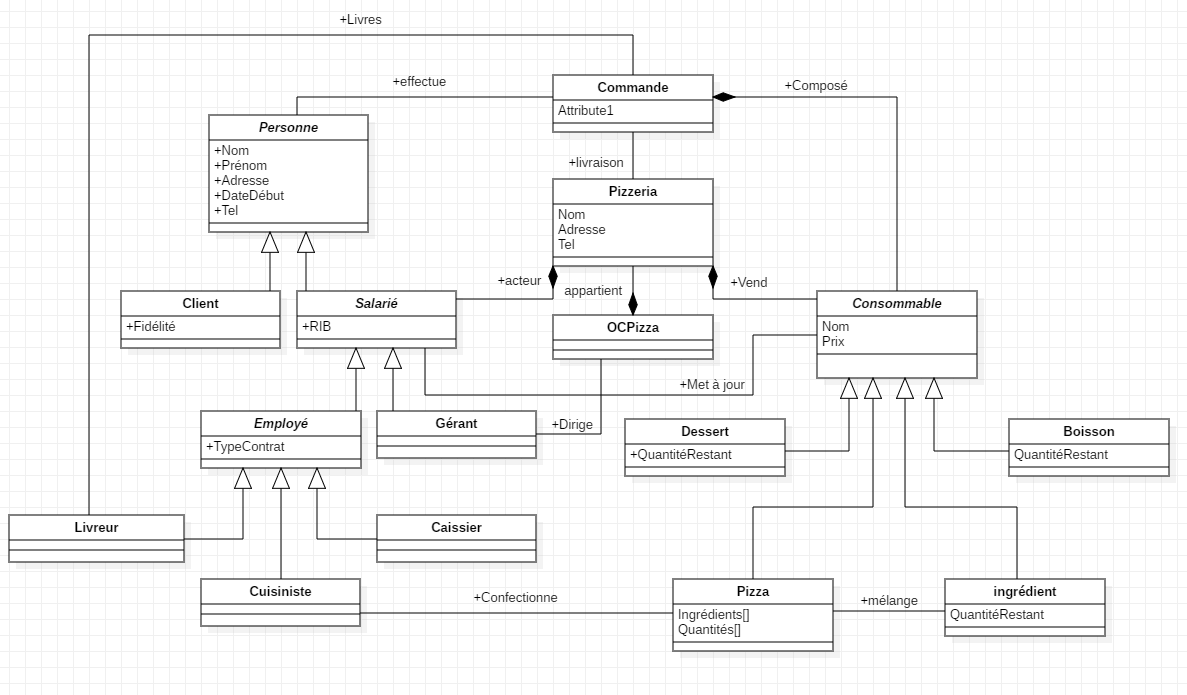 +Livres
+effectue
Commande
Attribute1
+Composé
Personne
+Nom
+Prénom
+Adresse
+DateDébut
+Tel
+livraison
Pizzeria
Nom
Adresse
Tel
+acteur
appartient
+Vend
Client
+Fidélité
Salarié
+RIB
OCPizza
Consommable
Nom
Prix
+Met à jour
Employé
+TypeContrat
Gérant
+Dirige
Dessert
+QuantitéRestant
Boisson
QuantitéRestant
Livreur
Caissier
Cuisiniste
+Confectionne
Pizza
Ingrédients[]
Quantités[]
+mélange
ingrédient
QuantitéRestant